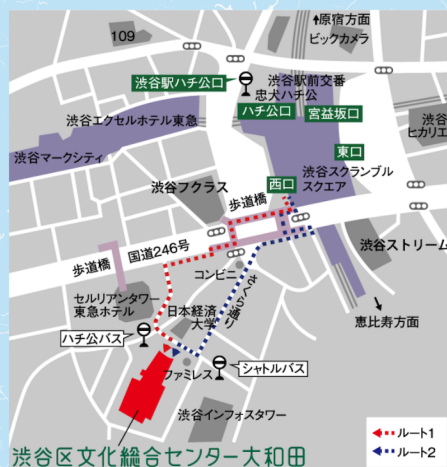 ↑原宿方面
ビックカメラ
109
渋谷駅ハチ公口
渋谷駅前交番
忠犬ハチ公
ハチ公口
宮益坂口
渋谷エクセルホテル東急
渋谷
ヒカリエ
渋谷マークシティ
東口
渋谷スクランブル
スクエア
渋谷フクラス
西口
歩道橋
国道246号
歩道橋
渋谷ストリーム
コンビニ
さくら通り
セルリアンタワー
東急ホテル
日本経済
大学
恵比寿方面
ハチ公バス
ファミレス
シャトルバス
渋谷インフォスタワー
ルート1
ルート2
渋谷区文化総合センター大和田